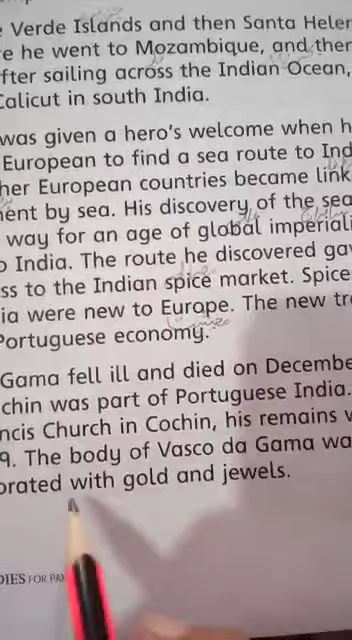 Verde Islands and then Santa Heler
e he went to Mozambique, and then
fter sailing across the Indian Ocean,
Calicut in south India.
was given a hero's welcome when h
European to find a sea route to Ind
her European countries became link
ent by sea. His discovery of the sea
way for an age of global imperiali
o India. The route he discovered gav
ss to the Indian spice market. Spice
ia were new to Europe. The new tr
Portuguese economy.
Gama fell ill and died on Decembe
chin was part of Portuguese India.
ncis Church in Cochin, his remains w
9. The body of Vasco da Gama wa
orated with gold and jewels.
DIES FOR PA